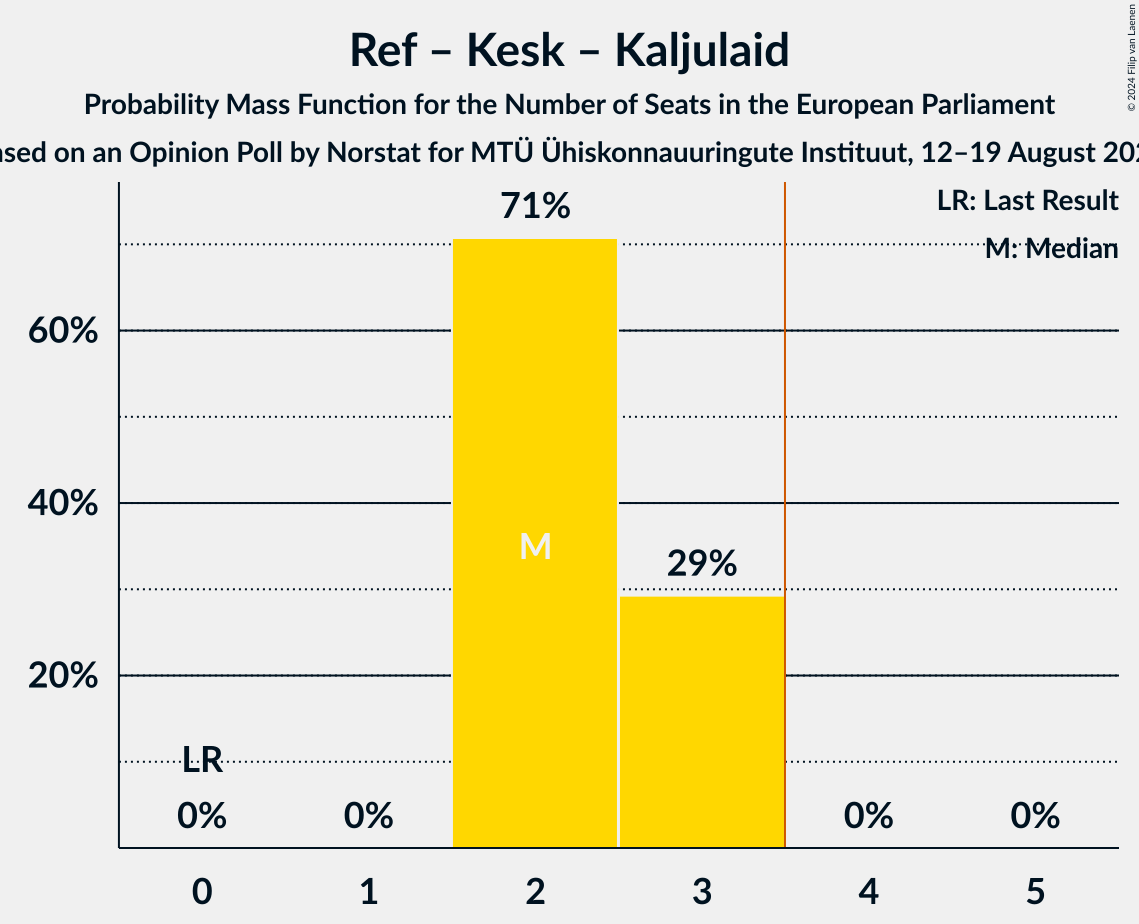 Ref – Kesk – Kaljulaid
Probability Mass Function for the Number of Seats in the European Parliament
on an Opinion Poll by Norstat for MTÜ Ühiskonnauuringute Instituut, 12–19 August
© 2024 Filip van Laenen
LR: Last Result
M: Median
71%
60%
40%
M
29%
20%
LR
0%
0%
0%
0%
0
1
2
3
4
5